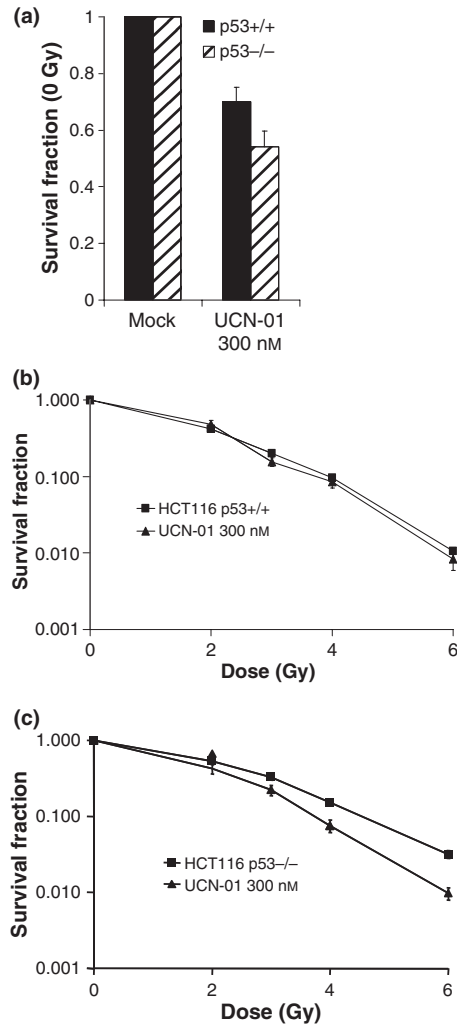 (a)
p53+/+
p53–/–
Survival fraction (0 Gy)
1
0.8
0.6
0.4
0.2
0
Mock
UCN-01
300 nM
(b)
Survival fraction
1.000
0.100
0.010
0.001
HCT116 p53+/+
UCN-01 300 nM
0
2
4
6
Dose (Gy)
(c)
Survival fraction
1.000
0.100
0.010
0.001
HCT116 p53–/–
UCN-01 300 nM
0
2
4
6
Dose (Gy)